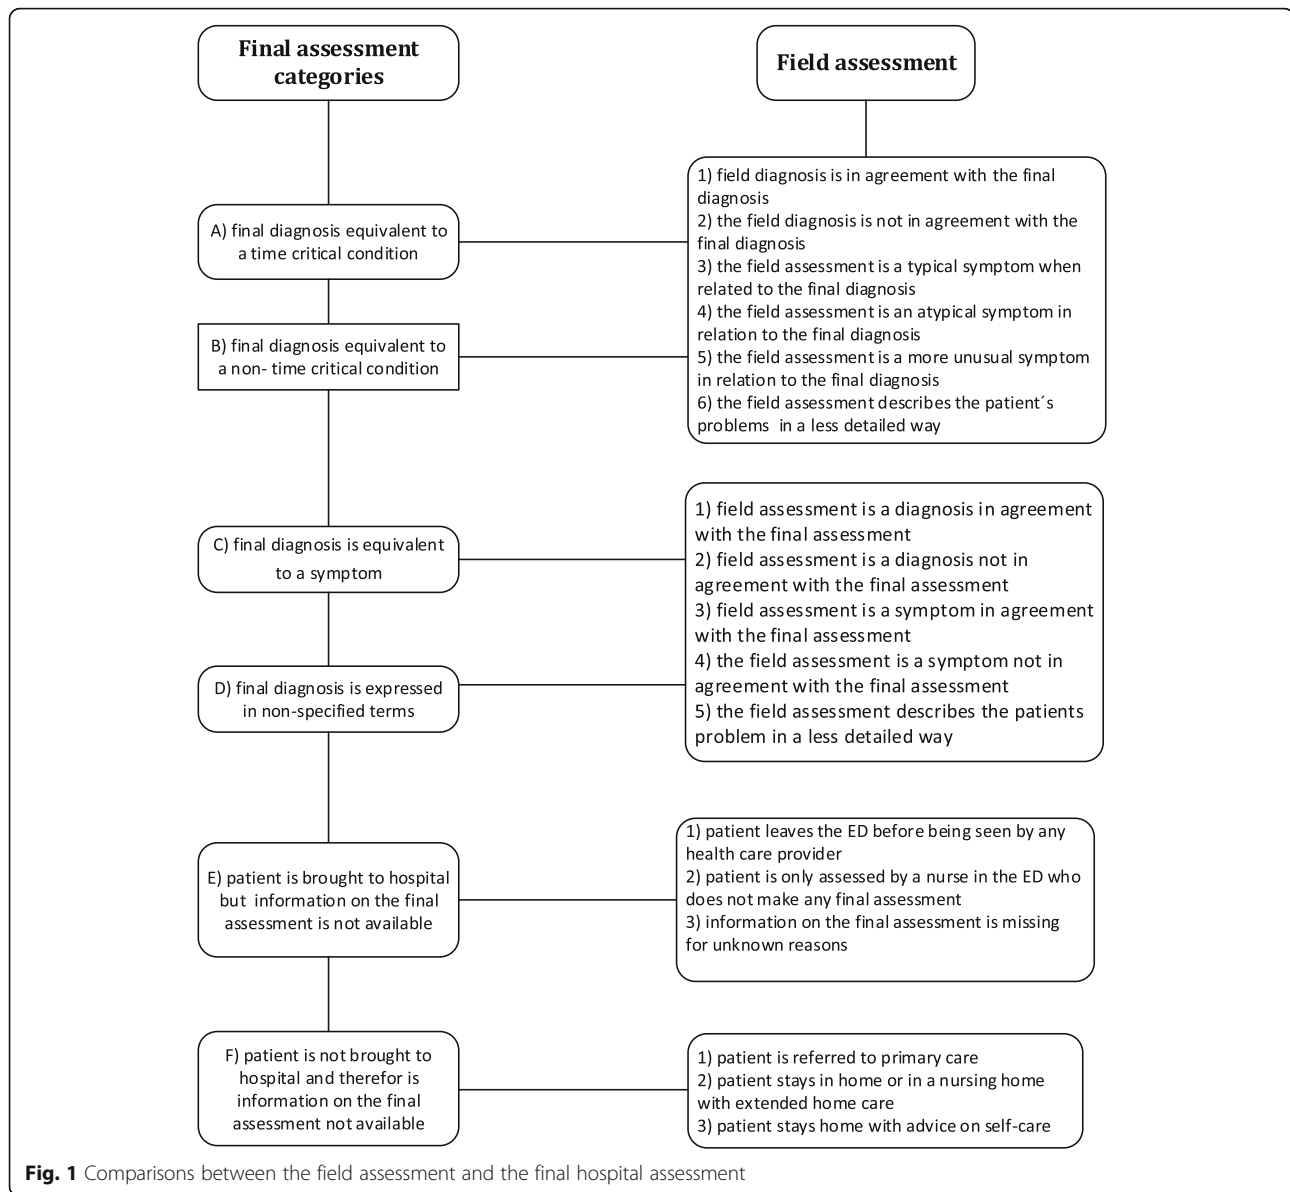 Final assessment
categories
Field assessment
A) final diagnosis equivalent to
a time critical condition
B) final diagnosis equivalent to
a non- time critical condition
1) field diagnosis is in agreement with the final
diagnosis
2) the field diagnosis is not in agreement with the
final diagnosis
3) the field assessment is a typical symptom when
related to the final diagnosis
4) the field assessment is an atypical symptom in
relation to the final diagnosis
5) the field assessment is a more unusual symptom
in relation to the final diagnosis
6) the field assessment describes the patient´s
problems in a less detailed way
C) final diagnosis is equivalent
to a symptom
D) final diagnosis is expressed
in non-specified terms
1) field assessment is a diagnosis in agreement
with the final assessment
2) field assessment is a diagnosis not in
agreement with the final assessment
3) field assessment is a symptom in agreement
with the final assessment
4) the field assessment is a symptom not in
agreement with the final assessment
5) the field assessment describes the patients
problem in a less detailed way
E) patient is brought to hospital
but information on the final
assessment is not available
1) patient leaves the ED before being seen by any
health care provider
2) patient is only assessed by a nurse in the ED who
does not make any final assessment
3) information on the final assessment is missing
for unknown reasons
F) patient is not brought to
hospital and therefor is
information on the final
assessment not available
1) patient is referred to primary care
2) patient stays in home or in a nursing home
with extended home care
3) patient stays home with advice on self-care
Fig. 1 Comparisons between the field assessment and the final hospital assessment